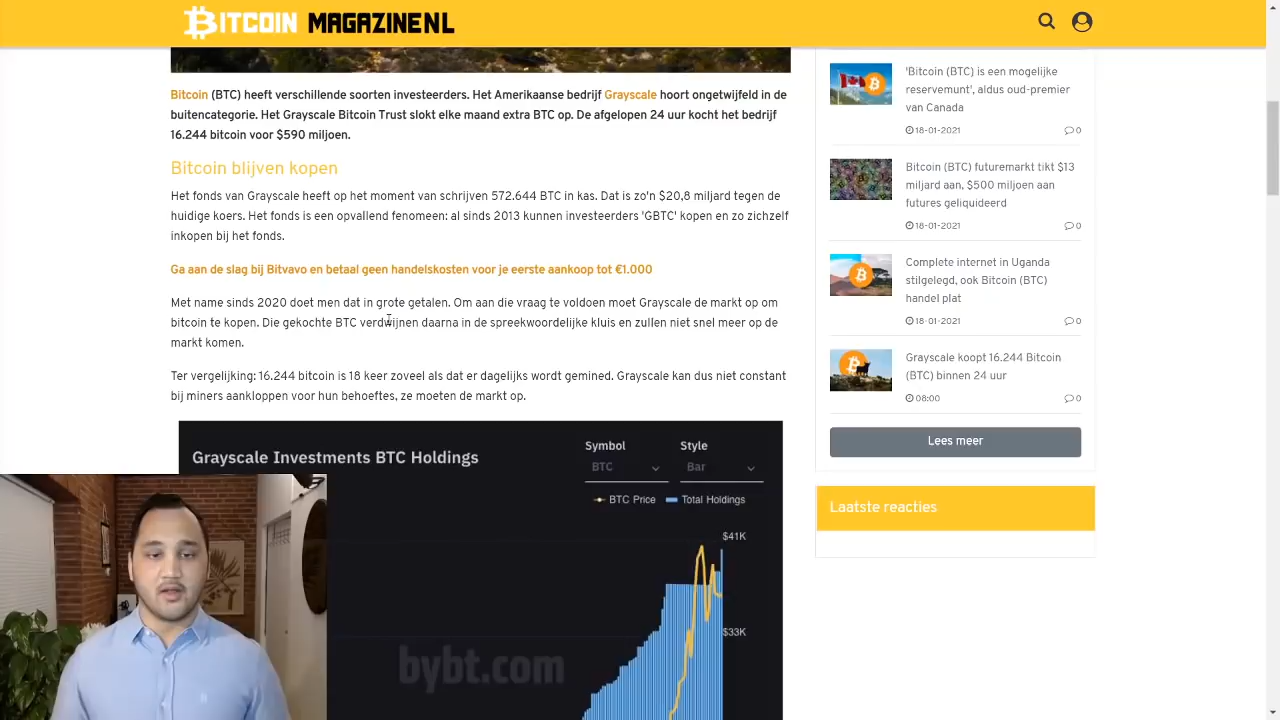 BITCOIN MAGAZINENL
Bitcoin (BTC) heeft verschillende soorten investeerders. Het Amerikaanse bedrijf Grayscale hoort ongetwijfeld in de
buitencategorie. Het Grayscale Bitcoin Trust slokt elke maand extra BTC op. De afgelopen 24 uur kocht het bedrijf
16.244 bitcoin voor $590 miljoen.
Bitcoin blijven kopen
Het fonds van Grayscale heeft op het moment van schrijven 572.644 BTC in kas. Dat is zo'n $20,8 miljard tegen de
huidige koers. Het fonds is een opvallend fenomeen: al sinds 2013 kunnen investeerders 'GBTC' kopen en zo zichzelf
inkopen bij het fonds.
Ga aan de slag bij Bitvavo en betaal geen handelskosten voor je eerste aankoop tot €1.000
Met name sinds 2020 doet men dat in grote getalen. Om aan die vraag te voldoen moet Grayscale de markt op om
bitcoin te kopen. Die gekochte BTC verdwijnen daarna in de spreekwoordelijke kluis en zullen niet snel meer op de
markt komen.
Ter vergelijking: 16.244 bitcoin is 18 keer zoveel als dat er dagelijks wordt gemined. Grayscale kan dus niet constant
bij miners aankloppen voor hun behoeftes, ze moeten de markt op.
Grayscale Investments BTC Holdings
Symbol
Style
BTC
Bar
BTC Price
Total Holdings
$41K
$33K
bybt.com
'Bitcoin (BTC) is een mogelijke
reservemunt', aldus oud-premier
van Canada
18-01-2021
0
Bitcoin (BTC) futuremarkt tikt $13
miljard aan, $500 miljoen aan
futures geliquideerd
18-01-2021
0
Complete internet in Uganda
stilgelegd, ook Bitcoin (BTC)
handel plat
18-01-2021
0
Grayscale koopt 16.244 Bitcoin
(BTC) binnen 24 uur
08:00
0
Lees meer
Laatste reacties